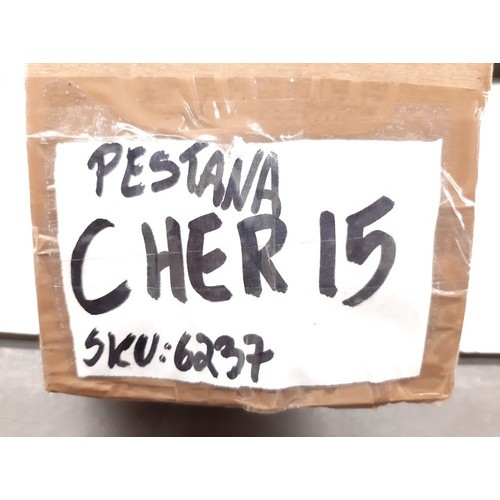 PESTANA
CHER 15
SKU: 6237